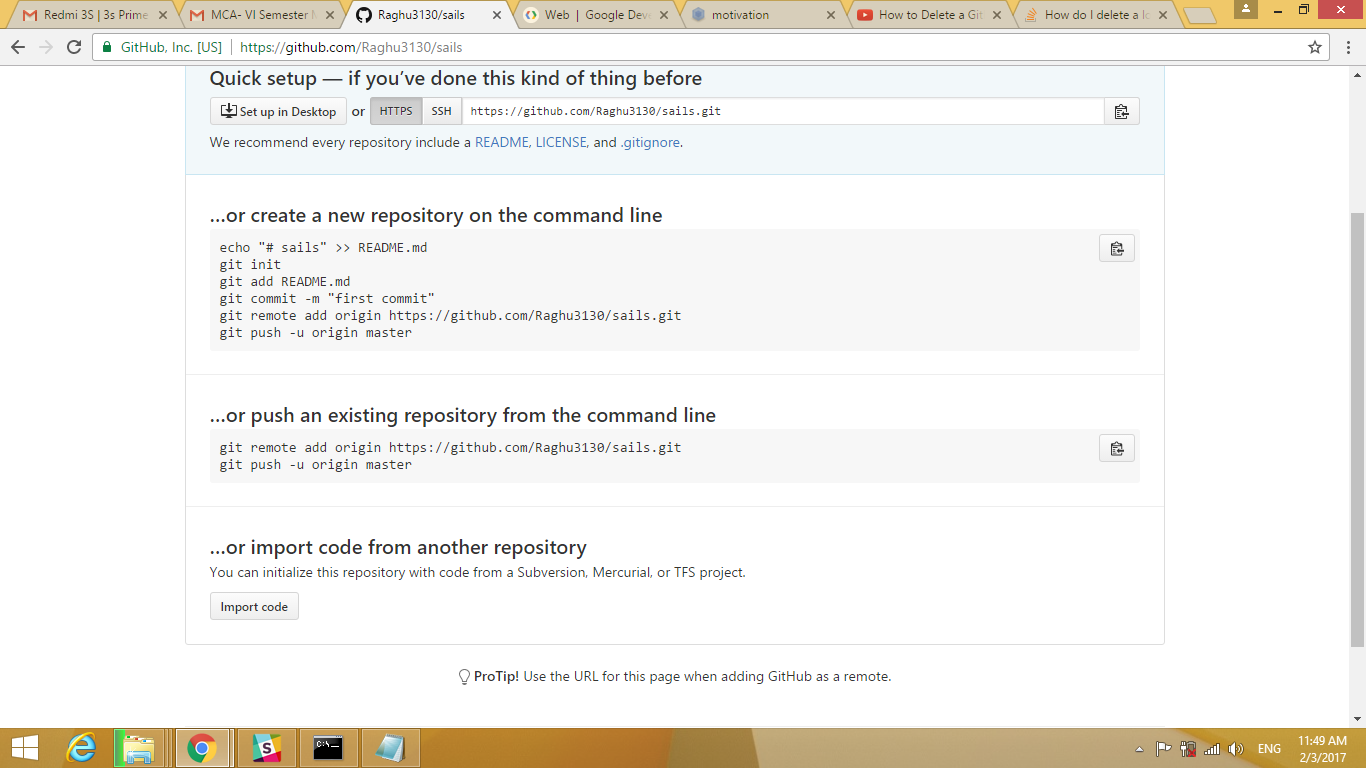 Redmi 3S | 3s Prime
MCA- VI Semester
Raghu3130/sails
Web | Google Deve
motivation
How to Delete a Git
How do I delete a lo
GitHub, Inc. [US] https://github.com/Raghu3130/sails
Quick setup — if you’ve done this kind of thing before
Set up in Desktop or HTTPS SSH https://github.com/Raghu3130/sails.git
We recommend every repository include a README, LICENSE, and .gitignore.
…or create a new repository on the command line
echo "# sails" >> README.md
git init
git add README.md
git commit -m "first commit"
git remote add origin https://github.com/Raghu3130/sails.git
git push -u origin master
…or push an existing repository from the command line
git remote add origin https://github.com/Raghu3130/sails.git
git push -u origin master
…or import code from another repository
You can initialize this repository with code from a Subversion, Mercurial, or TFS project.
Import code
ProTip! Use the URL for this page when adding GitHub as a remote.
ENG
11:49 AM
2/3/2017